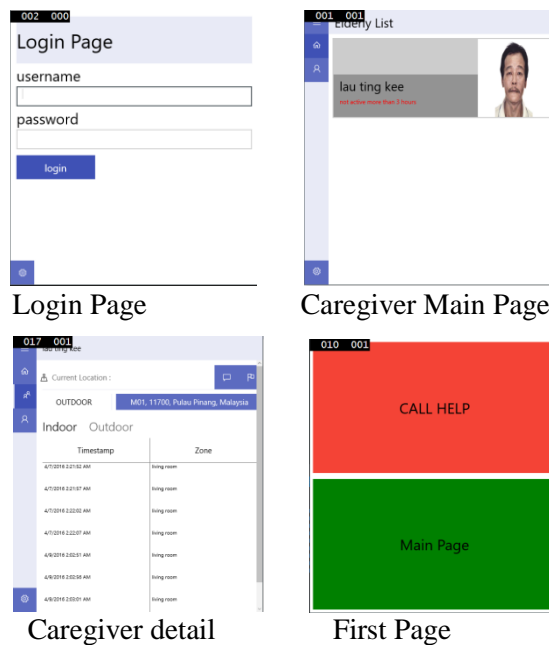 002 000
Login Page
username
password
login
Login Page
001 001
Elderly List
lau ting kee
not active more than 3 hours
Caregiver Main Page
017 001
lau ting kee
Current Location :
OUTDOOR
M01, 11700, Pulau Pinang, Malaysia
Indoor Outdoor
Timestamp Zone
4/7/2016 2:21:52 AM living room
4/7/2016 2:21:57 AM living room
4/7/2016 2:22:02 AM living room
4/7/2016 2:22:07 AM living room
4/9/2016 2:02:51 AM living room
4/9/2016 2:02:56 AM living room
4/9/2016 2:03:01 AM living room
Caregiver detail
010 001
CALL HELP
Main Page
First Page